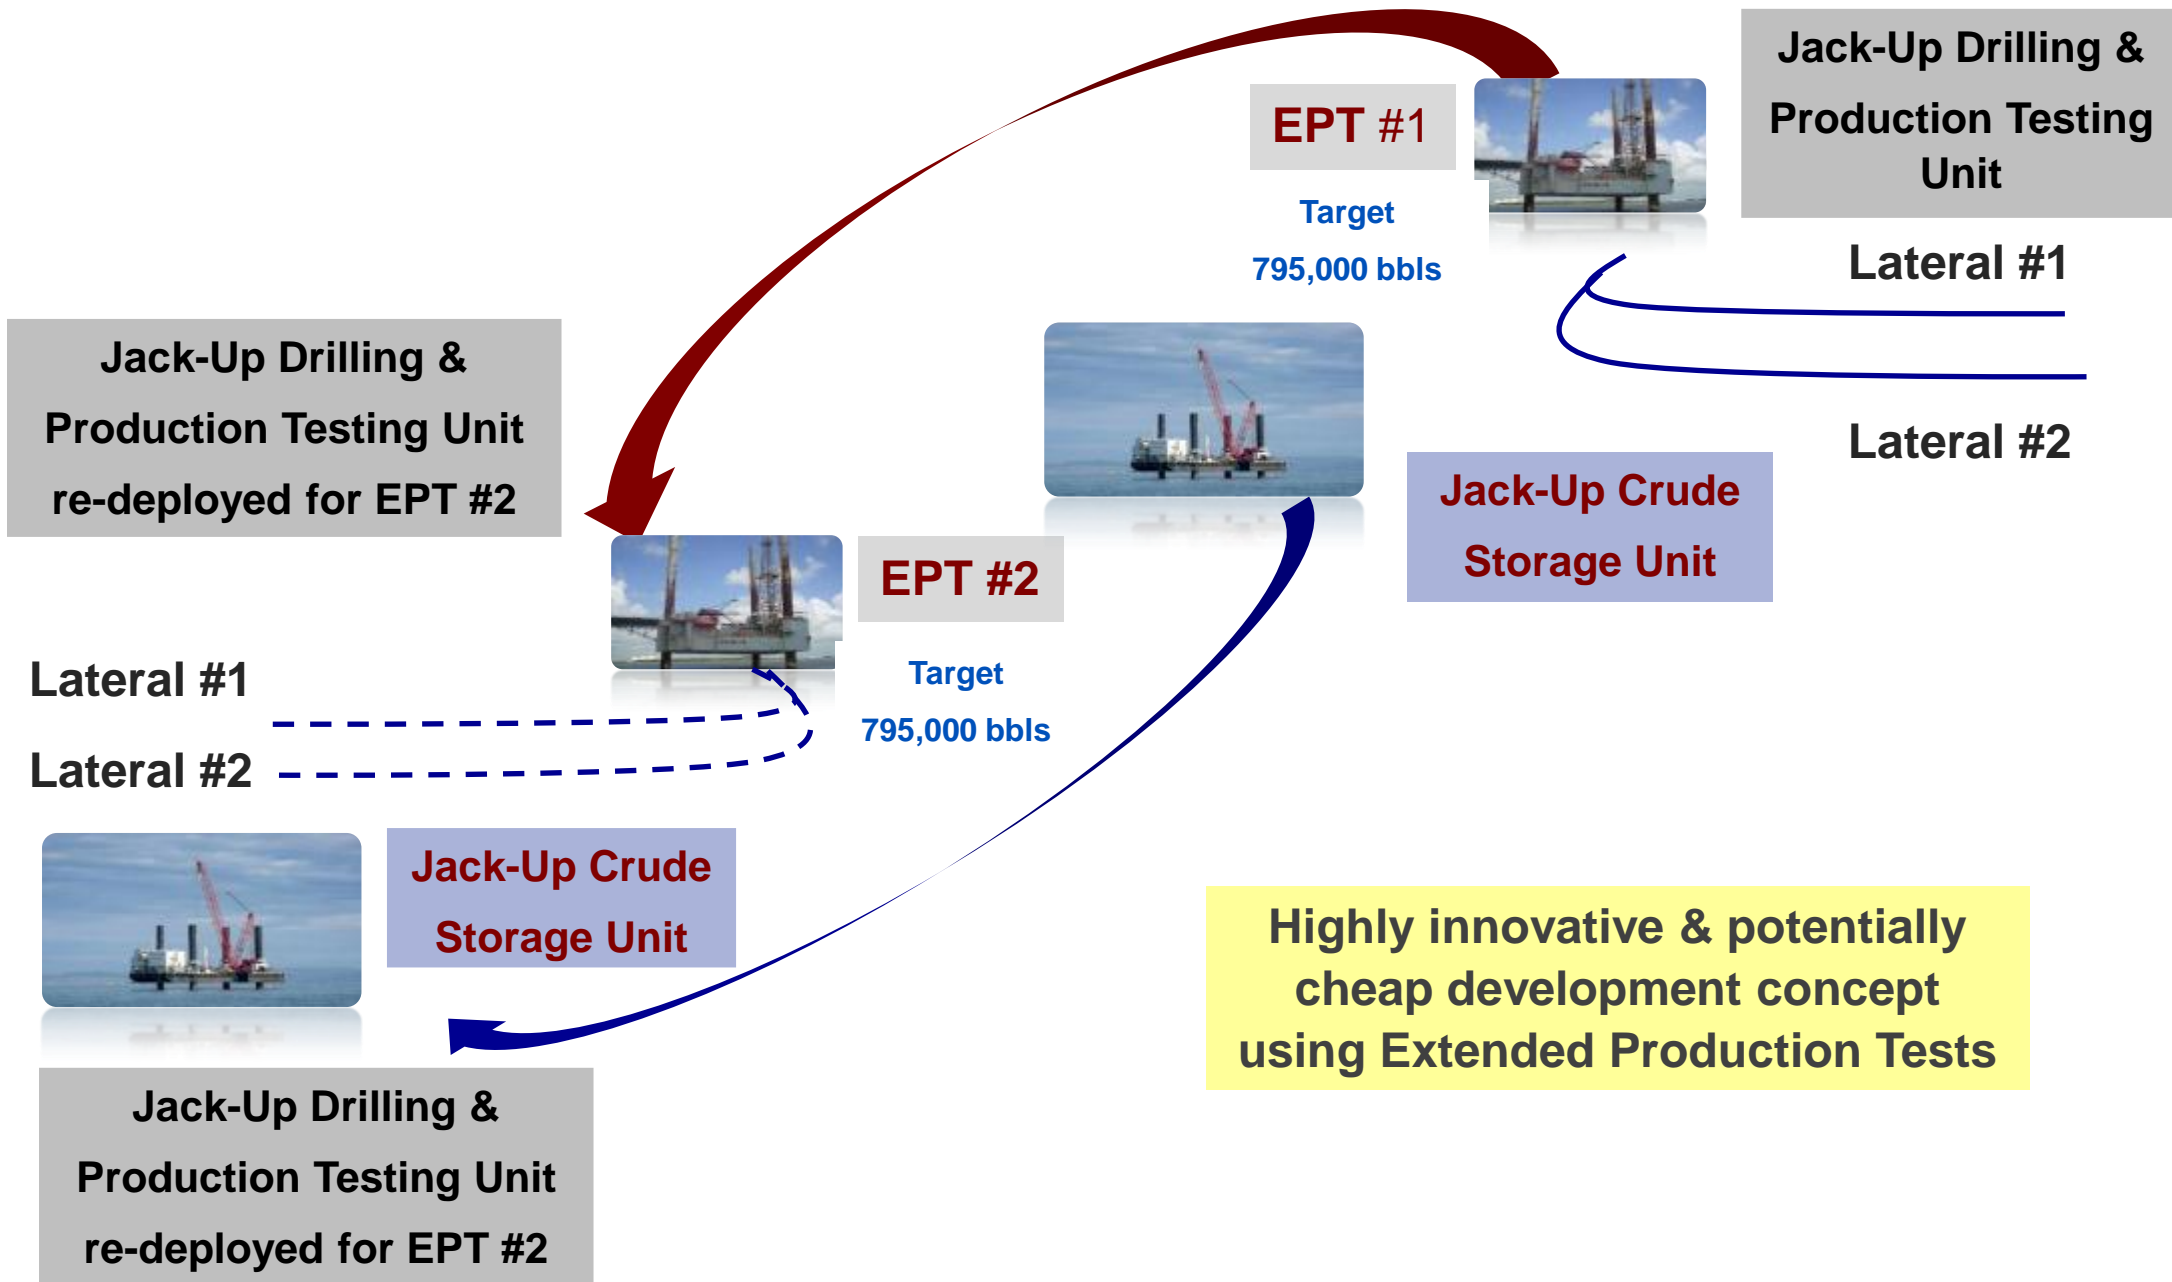 Jack-Up Drilling &
Production Testing
Unit
EPT #1
Target
795,000 bbls
Lateral #1
Lateral #2
Jack-Up Drilling &
Production Testing Unit
re-deployed for EPT #2
Jack-Up Crude
Storage Unit
EPT #2
Target
795,000 bbls
Lateral #1
Lateral #2
Jack-Up Crude
Storage Unit
Highly innovative & potentially
cheap development concept
using Extended Production Tests
Jack-Up Drilling &
Production Testing Unit
re-deployed for EPT #2